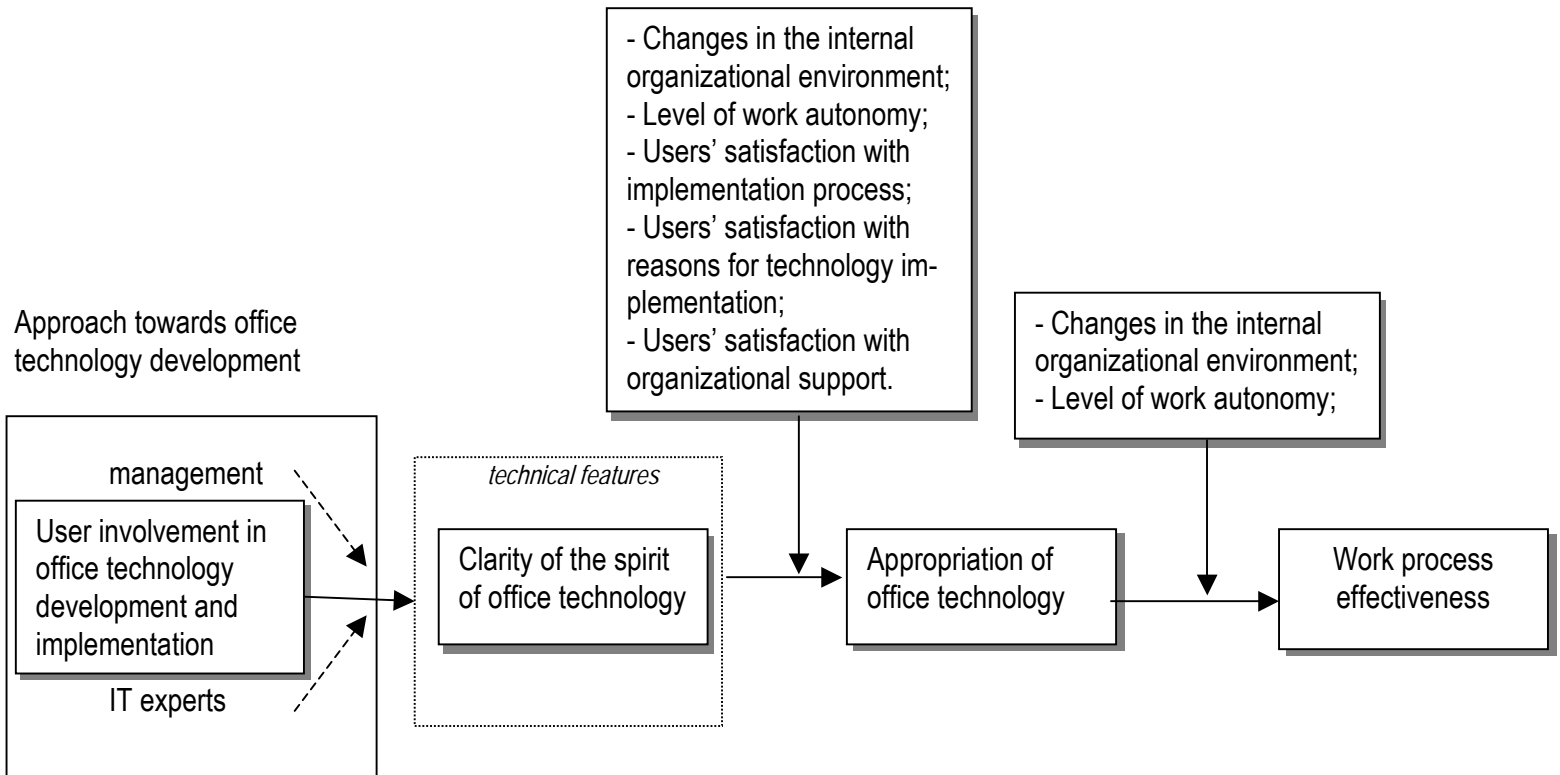 - Changes in the internal
organizational environment;
- Level of work autonomy;
- Users’ satisfaction with
implementation process;
- Users’ satisfaction with
reasons for technology im-
plementation;
- Users’ satisfaction with
organizational support.
- Changes in the internal
organizational environment;
- Level of work autonomy;
Approach towards office
technology development
management
User involvement in
office technology
development and
implementation
IT experts
technical features
Clarity of the spirit
of office technology
Appropriation of
office technology
Work process
effectiveness